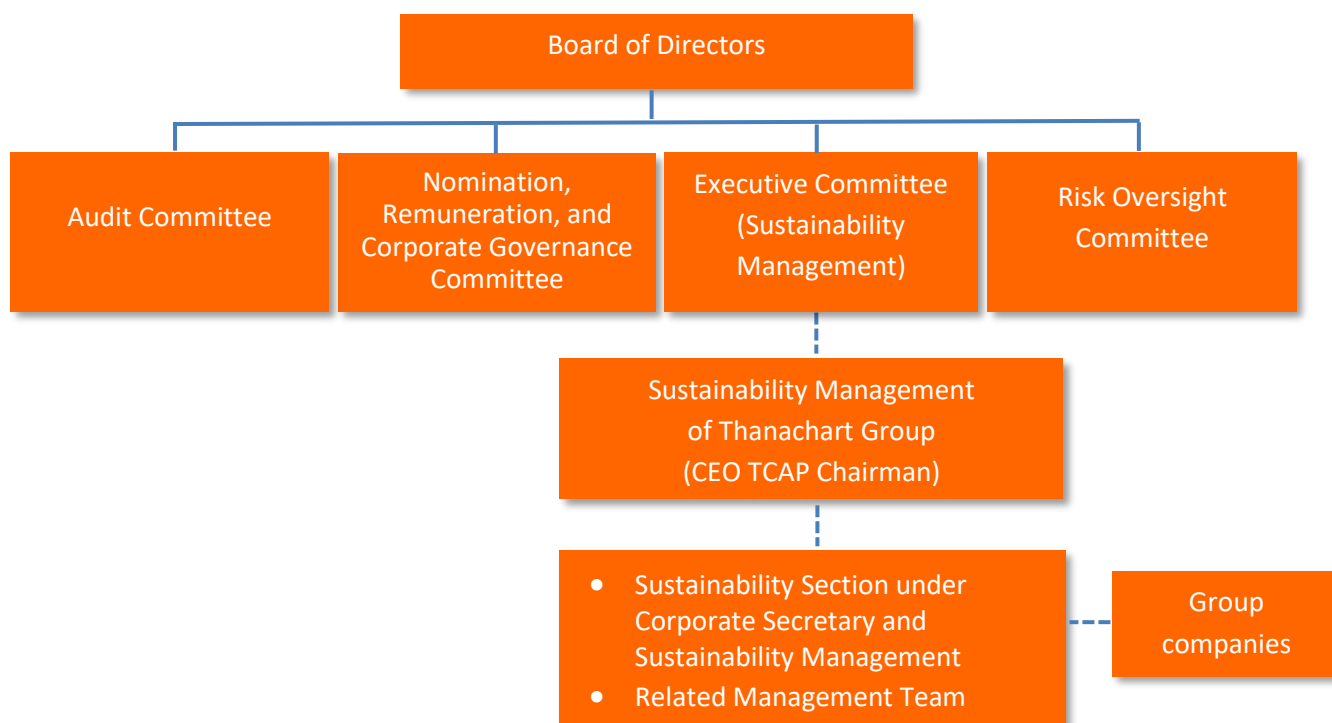 Board of Directors
Audit Committee
Nomination,
Remuneration, and
Corporate Governance
Committee
Executive Committee
(Sustainability
Management)
Risk Oversight
Committee
Sustainability Management
of Thanachart Group
(CEO TCAP Chairman)
● Sustainability Section under
Corporate Secretary and
Sustainability Management
● Related Management Team
Group
companies